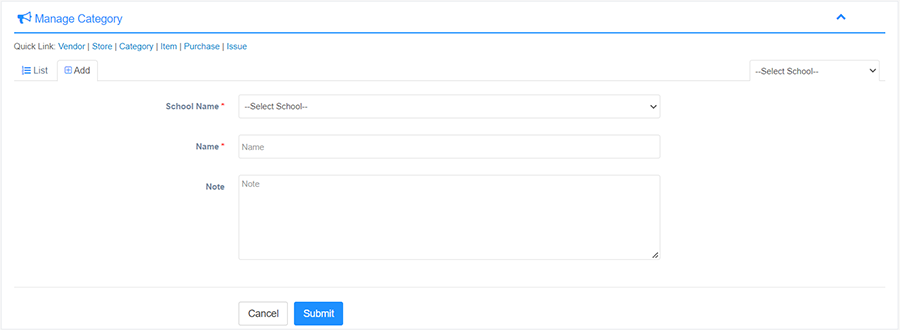 Manage Category
Quick Link: Vendor | Store | Category | Item | Purchase | Issue
List Add --Select School--
School Name * --Select School--
Name * Name
Note Note
Cancel Submit